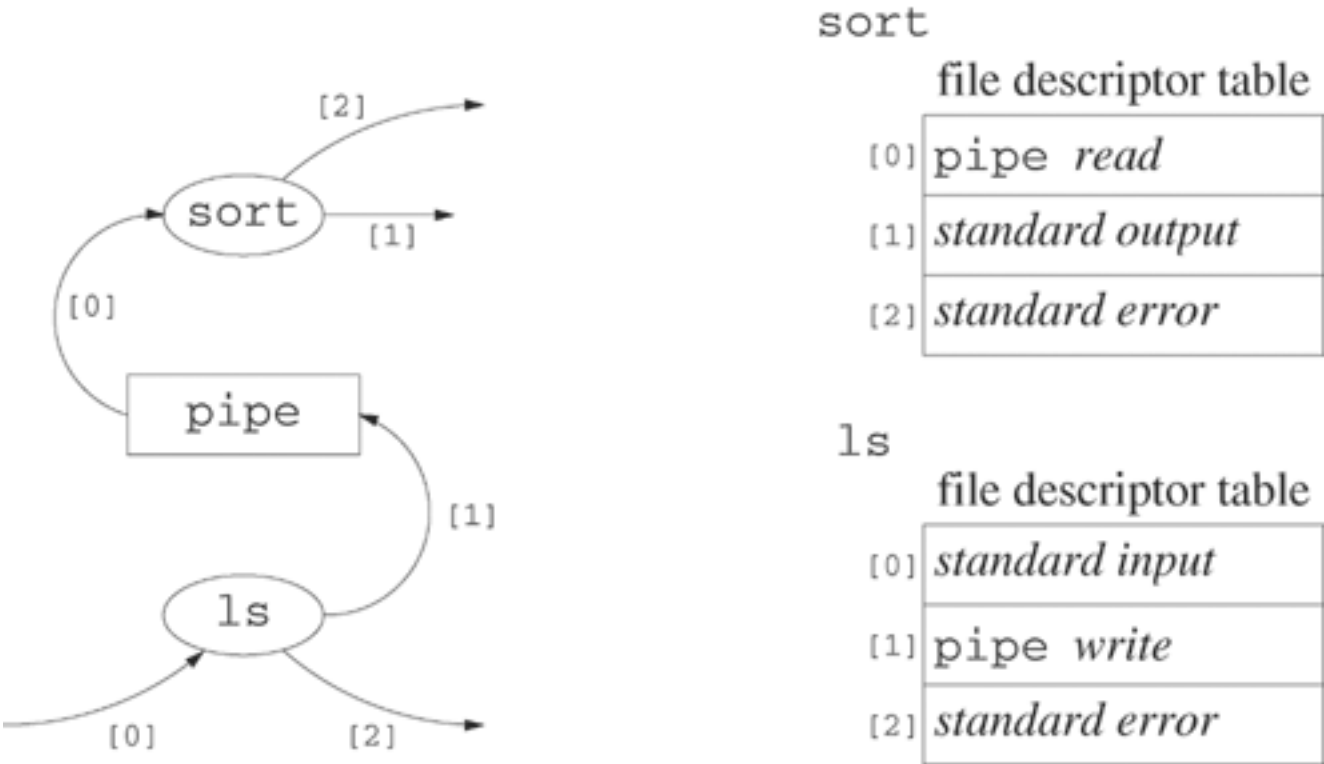 [2]
sort
[1]
[0]
pipe
[1]
ls
[0]
[2]
sort
file descriptor table
[0] pipe read
[1] standard output
[2] standard error
ls
file descriptor table
[0] standard input
[1] pipe write
[2] standard error